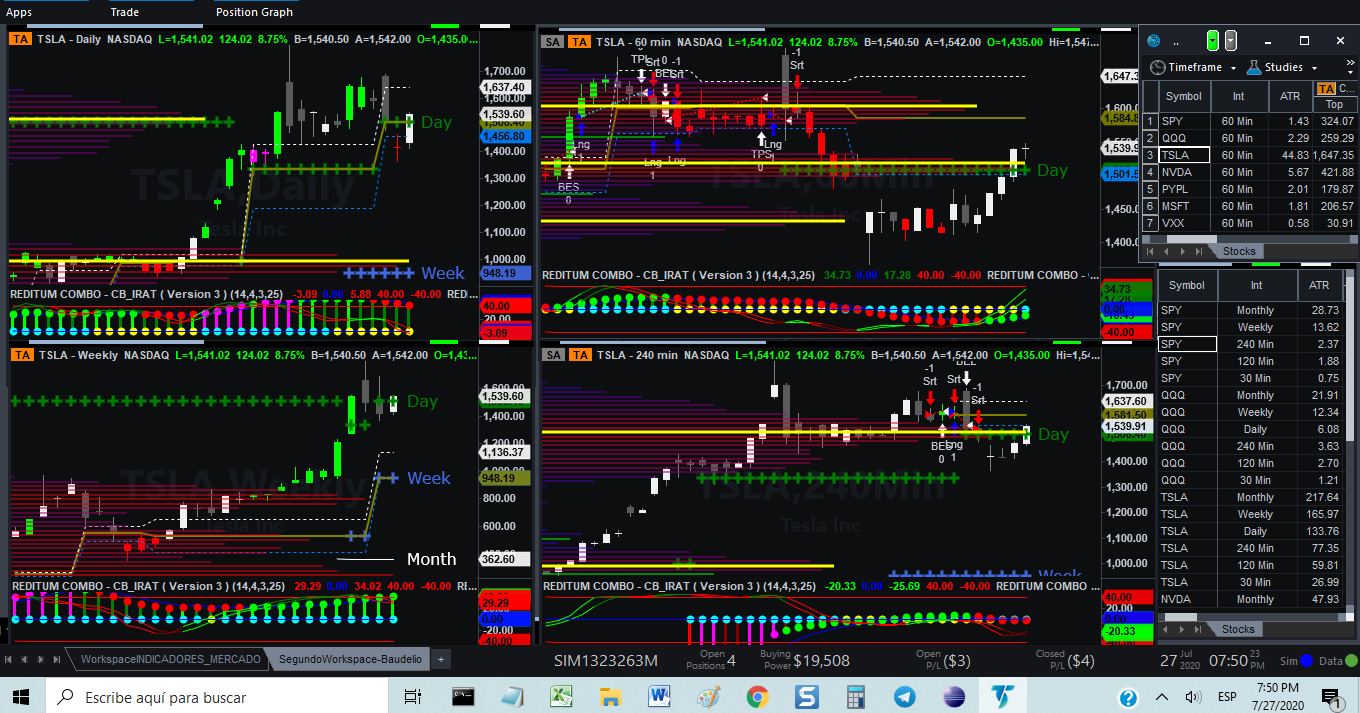 Apps Trade Position Graph
TA TSLA - Daily NASDAQ L=1,541.02 124.02 8.75% B=1,540.50 A=1,542.00 O=1,435.0...
1,700.00
1,637.40
1,600.00
1,539.60
1,456.80
1,400.00
1,300.00
1,200.00
1,100.00
1,000.00
948.19
Day
Week
TSLA,Daily
Tesla Inc
REDITUM COMBO - CB_IRAT ( Version 3 ) (14,4,3,25) -3.09 0.00 5.88 40.00 -40.00 RED...
40.00
20.00
-3.09
TA TSLA - Weekly NASDAQ L=1,541.02 124.02 8.75% B=1,540.50 A=1,542.00 O=1,43...
1,539.60
1,400.00
1,136.37
948.19
800.00
600.00
362.60
Day
Week
Month
TSLA,Weekly
Tesla Inc
REDITUM COMBO - CB_IRAT ( Version 3 ) (14,4,3,25) 29.29 0.00 34.02 40.00 -40.00 RE...
29.29
0.00
-20.00
-40.00
SA TA TSLA - 60 min NASDAQ L=1,541.02 124.02 8.75% B=1,540.50 A=1,542.00 O=1,435.00 Hi=1,547...
TPL Srt 0 -1
BEL Srt
-1
Srt
Lng
1
BES
0
Lng
1
Lng
Lng
TPS
0
1,647.3
1,600.0
1,584.8
1,539.9
1,501.5
1,450.0
1,400.0
Day
TSLA,60Min
Tesla Inc
REDITUM COMBO - CB_IRAT ( Version 3 ) (14,4,3,25) 34.73 0.00 17.28 40.00 -40.00 REDITUM COMBO - ...
34.73
17.28
0.00
-40.00
SA TA TSLA - 240 min NASDAQ L=1,541.02 124.02 8.75% B=1,540.50 A=1,542.00 O=1,435.00 Hi=1,54...
-1
Srt
BEL
Srt
-1
Srt
BES Lng
0 1
1,700.00
1,637.60
1,581.50
1,539.91
1,400.00
1,300.00
1,200.00
1,100.00
1,000.00
Day
Week
TSLA,240Min
Tesla Inc
REDITUM COMBO - CB_IRAT ( Version 3 ) (14,4,3,25) -20.33 0.00 -25.69 40.00 -40.00 REDITUM COMBO ...
40.00
20.00
0.00
-20.33
..
Timeframe Studies »
Symbol Int ATR TA C...
Top
1 SPY 60 Min 1.43 324.07
2 QQQ 60 Min 2.29 259.29
3 TSLA 60 Min 44.83 1,647.35
4 NVDA 60 Min 5.67 421.88
5 PYPL 60 Min 2.01 179.87
6 MSFT 60 Min 1.81 206.57
7 VXX 60 Min 0.58 30.91
Stocks
Symbol Int ATR
SPY Monthly 28.73
SPY Weekly 13.62
SPY 240 Min 2.37
SPY 120 Min 1.88
SPY 30 Min 0.75
QQQ Monthly 21.91
QQQ Weekly 12.34
QQQ Daily 6.08
QQQ 240 Min 3.63
QQQ 120 Min 2.70
QQQ 30 Min 1.21
TSLA Monthly 217.64
TSLA Weekly 165.97
TSLA Daily 133.76
TSLA 240 Min 77.35
TSLA 120 Min 59.81
TSLA 30 Min 26.99
NVDA Monthly 47.93
Stocks
WorkspaceINDICADORES_MERCADO SegundoWorkspace-Baudelio +
SIM1323263M Open Positions 4 Buying Power $19,508 Open P/L ($3) Closed P/L ($4) 27 Jul 2020 07:50 23 PM Sim Data
Escribe aquí para buscar
ESP
7:50 PM
7/27/2020
1